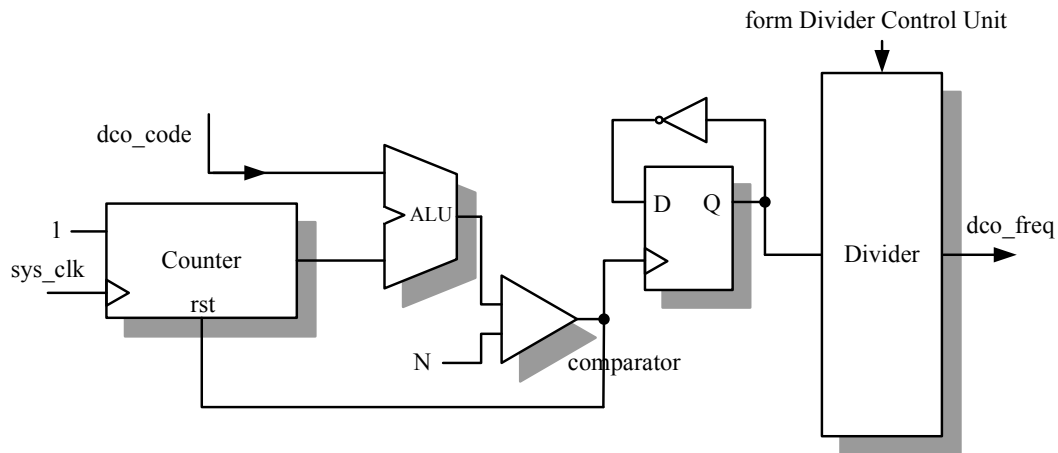 form Divider Control Unit
dco_code
ALU
D
Q
1
Counter
sys_clk
rst
N
comparator
Divider
dco_freq